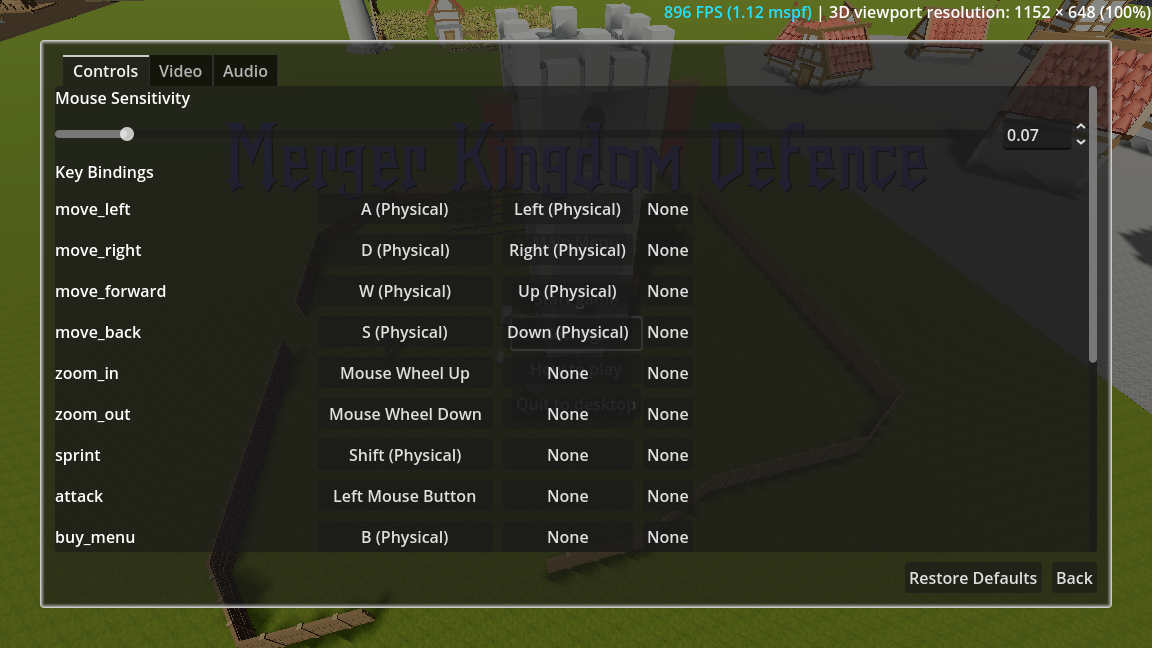 896 FPS (1.12 mspf) | 3D viewport resolution: 1152 × 648 (100%)
Controls Video Audio
Mouse Sensitivity
0.07
Merger Kingdom Defence
Key Bindings
move_left A (Physical) Left (Physical) None
move_right D (Physical) Right (Physical) None
move_forward W (Physical) Up (Physical) None
move_back S (Physical) Down (Physical) None
zoom_in Mouse Wheel Up None None
zoom_out Mouse Wheel Down None None
Quit to desktop
sprint Shift (Physical) None None
attack Left Mouse Button None None
buy_menu B (Physical) None None
Restore Defaults Back